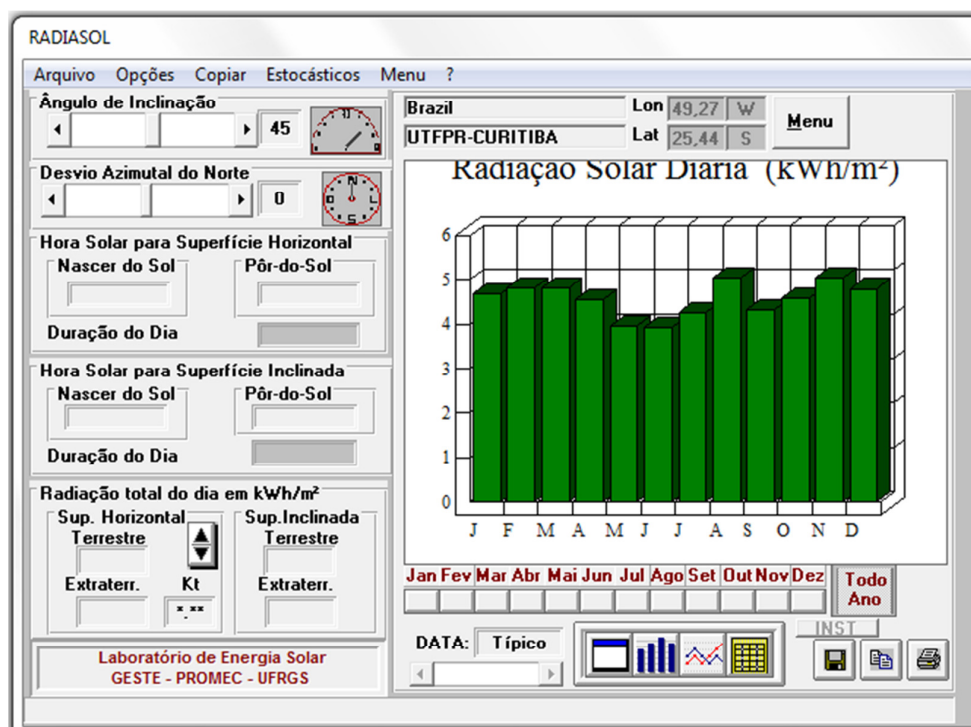 RADIASOL
Arquivo Opções Copiar Estocásticos Menu ?
Ângulo de Inclinação
45
Desvio Azimutal do Norte
0
N
O L
S
Hora Solar para Superfície Horizontal
Nascer do Sol Pôr-do-Sol
Duração do Dia
Hora Solar para Superfície Inclinada
Nascer do Sol Pôr-do-Sol
Duração do Dia
Radiação total do dia em kWh/m²
Sup. Horizontal Sup.Inclinada
Terrestre Terrestre
Extraterr. Kt Extraterr.
*.**
Laboratório de Energia Solar
GESTE - PROMEC - UFRGS
Brazil Lon 49,27 W
UTFPR-CURITIBA Lat 25,44 S
Menu
Radiação Solar Diária (kWh/m²)
6
5
4
3
2
1
0
J F M A M J J A S O N D
Jan Fev Mar Abr Mai Jun Jul Ago Set Out Nov Dez
Todo
Ano
INST
DATA: Típico